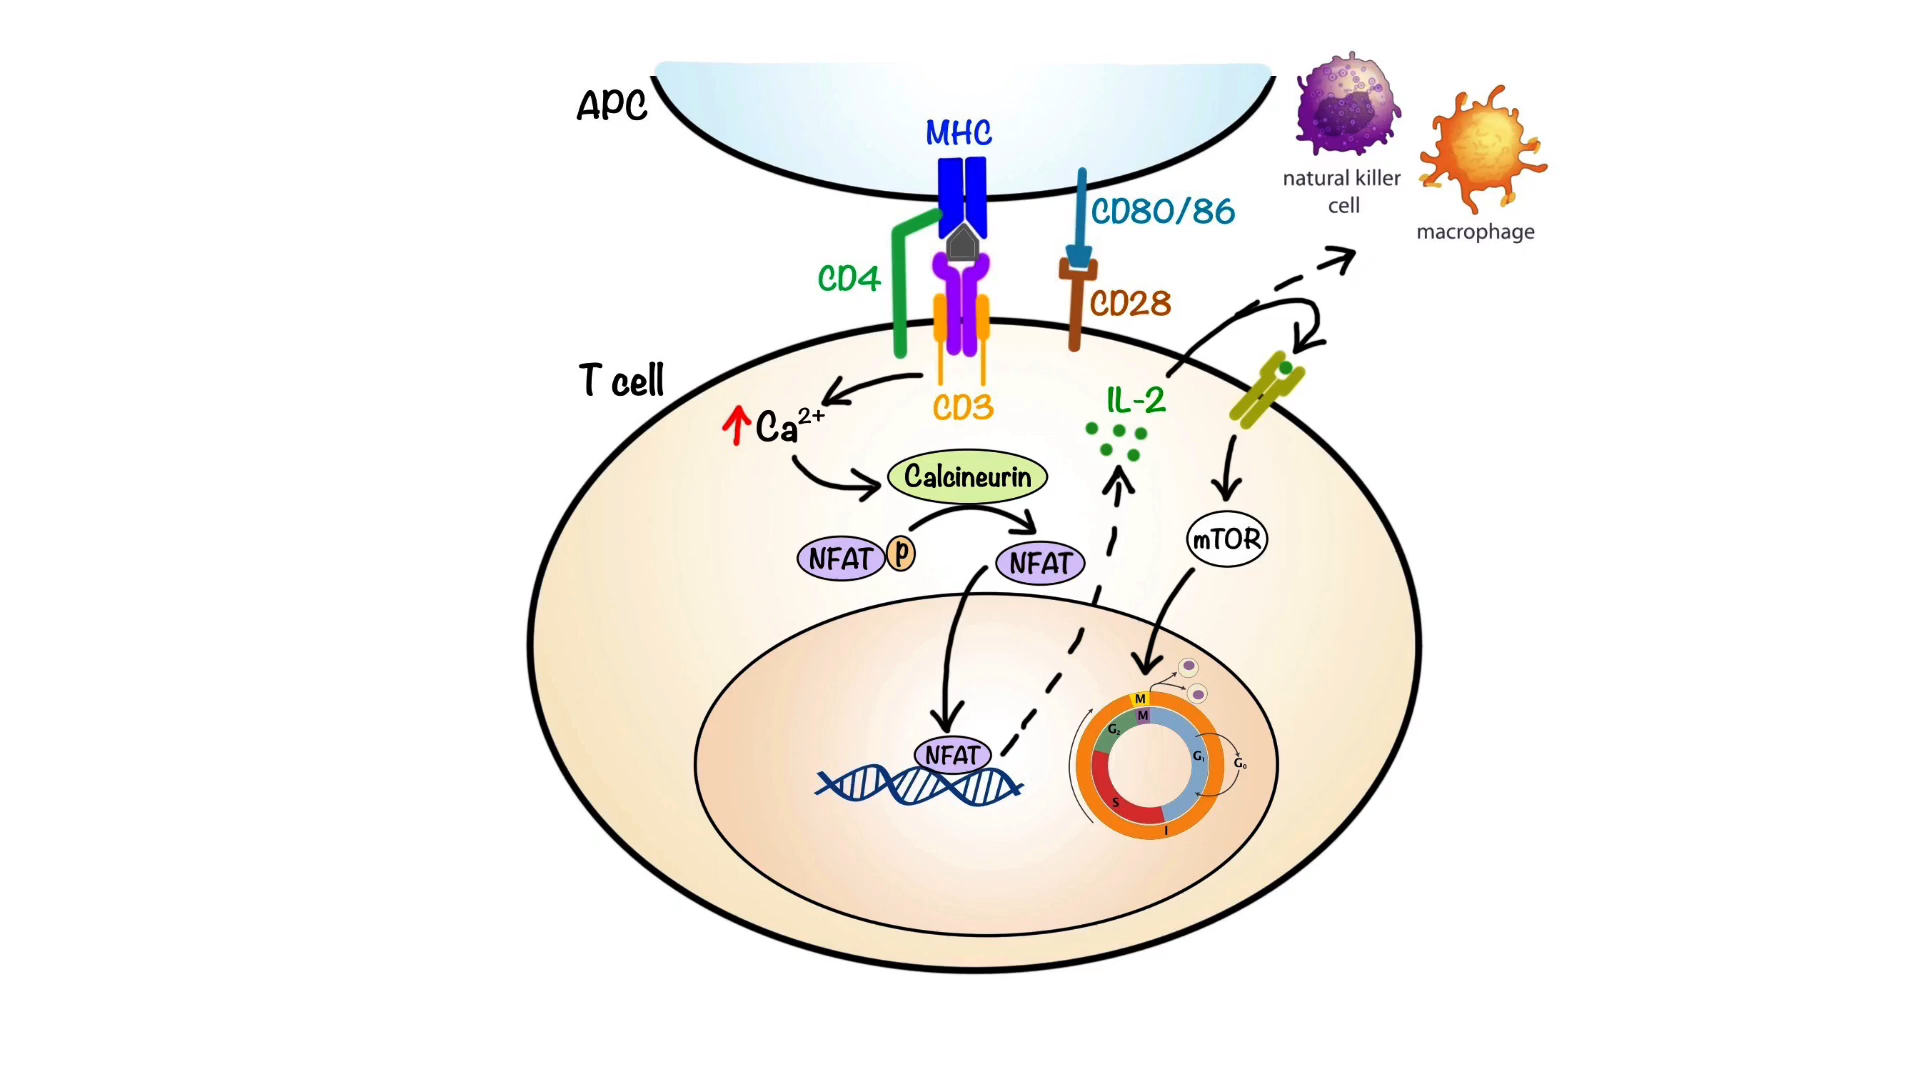 APC
MHC
natural killer
cell
macrophage
CD80/86
CD4
CD28
T cell
CD3
IL-2
Ca²⁺
Calcineurin
NFAT P
NFAT
mTOR
NFAT
M
M
G₂
G₁
G₀
S
I